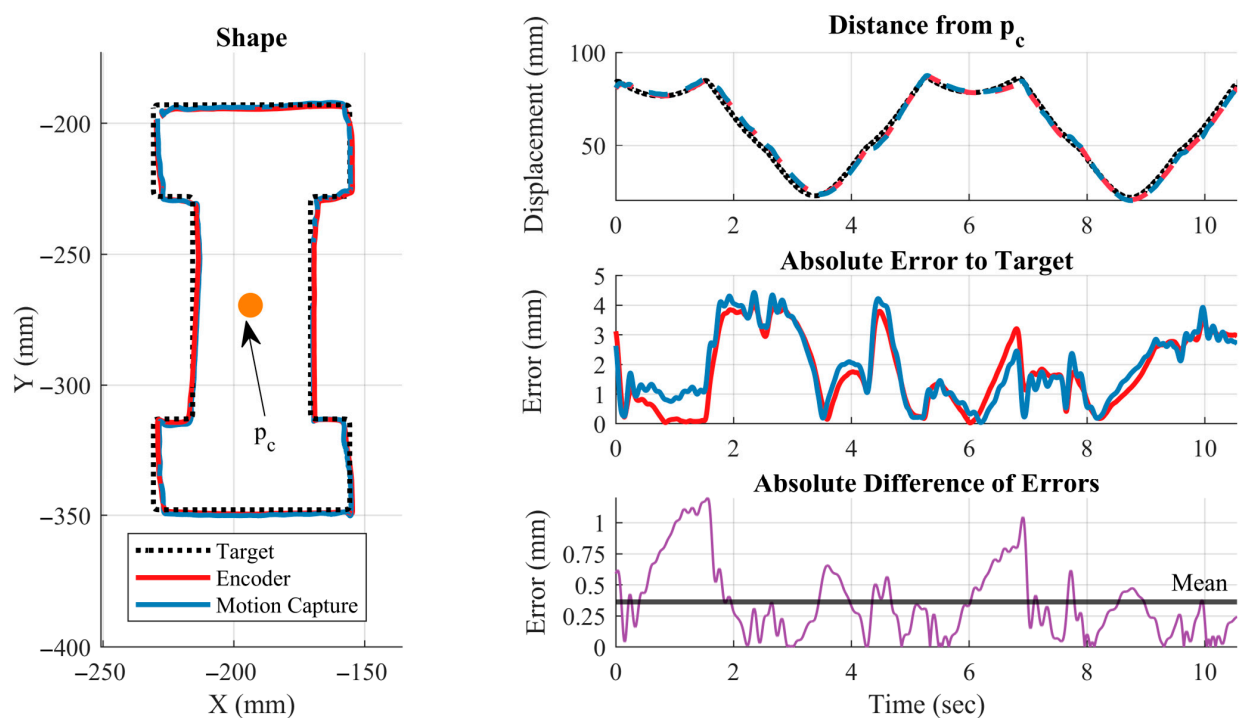 Shape
Y (mm)
−200
−250
−300
−350
−400
p_c
Target
Encoder
Motion Capture
−250
−200
−150
X (mm)
Distance from p_c
Displacement (mm)
100
50
0
2
4
6
8
10
Absolute Error to Target
Error (mm)
5
4
3
2
1
0
0
2
4
6
8
10
Absolute Difference of Errors
Error (mm)
1
0.75
0.5
0.25
0
Mean
0
2
4
6
8
10
Time (sec)